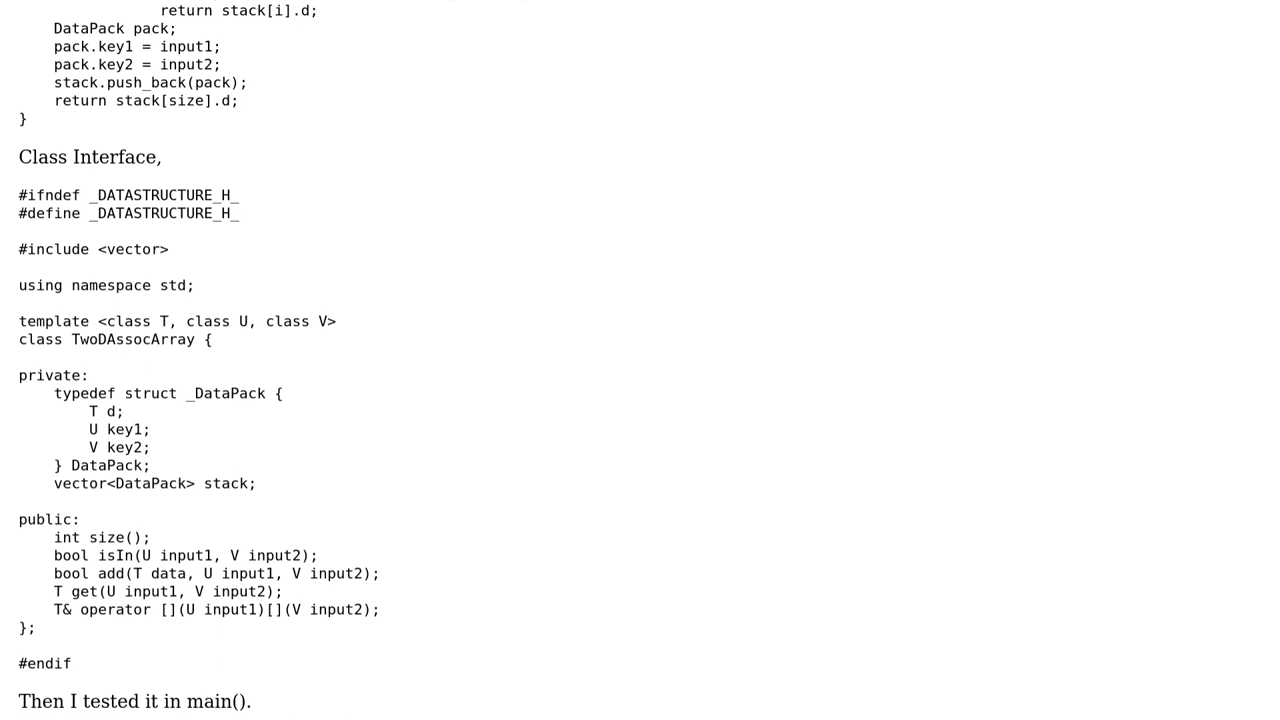 return stack[i].d;
    DataPack pack;
    pack.key1 = input1;
    pack.key2 = input2;
    stack.push_back(pack);
    return stack[size].d;
}
Class Interface,
#ifndef _DATASTRUCTURE_H_
#define _DATASTRUCTURE_H_
#include <vector>
using namespace std;
template <class T, class U, class V>
class TwoDAssocArray {
private:
    typedef struct _DataPack {
        T d;
        U key1;
        V key2;
    } DataPack;
    vector<DataPack> stack;
public:
    int size();
    bool isIn(U input1, V input2);
    bool add(T data, U input1, V input2);
    T get(U input1, V input2);
    T& operator [](U input1)[](V input2);
};
#endif
Then I tested it in main().